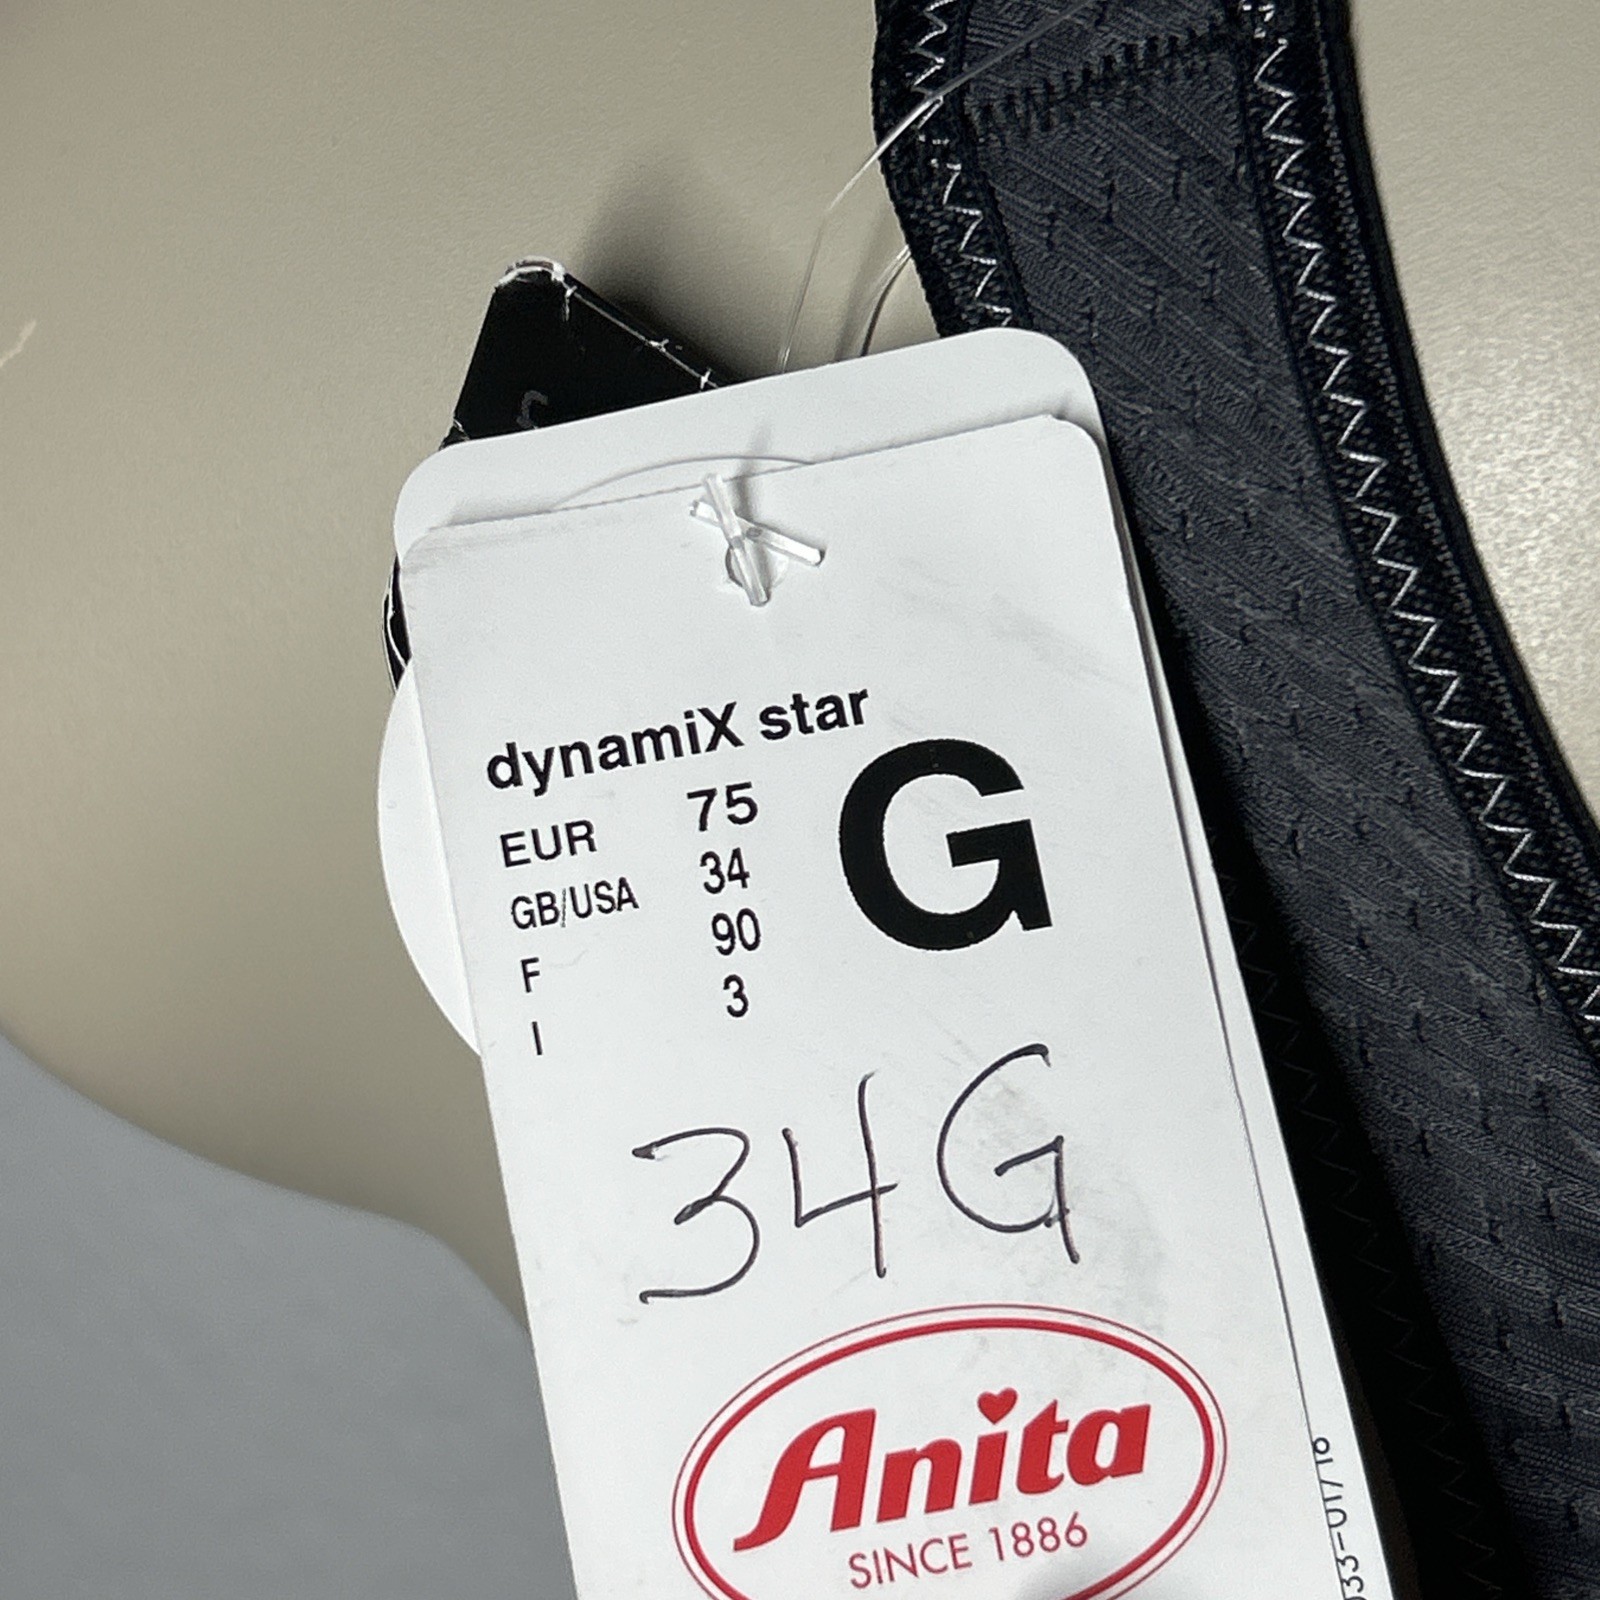 dynamiX star
EUR 75 G
GB/USA 34
F 90
I 3
34G
Anita
SINCE 1886